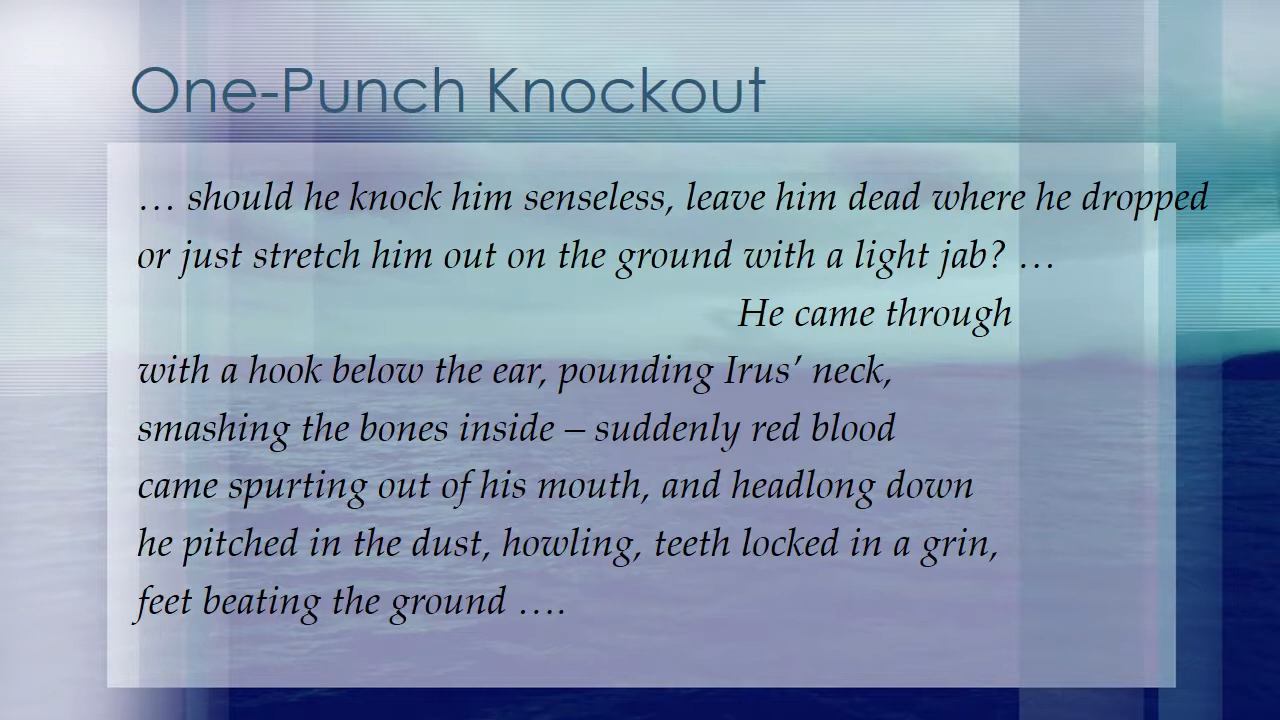 One-Punch Knockout
… should he knock him senseless, leave him dead where he dropped
or just stretch him out on the ground with a light jab? …
He came through
with a hook below the ear, pounding Irus’ neck,
smashing the bones inside – suddenly red blood
came spurting out of his mouth, and headlong down
he pitched in the dust, howling, teeth locked in a grin,
feet beating the ground ….